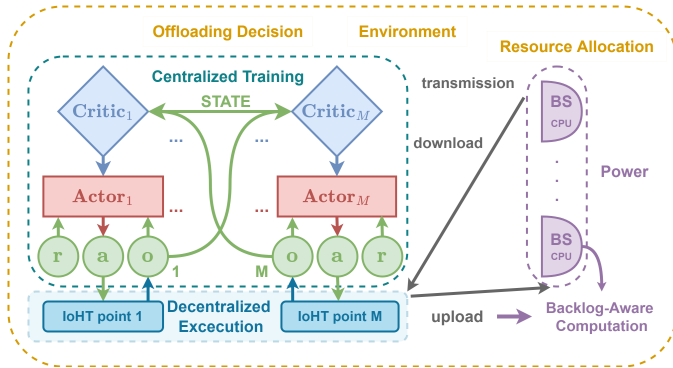 Offloading Decision
Environment
Resource Allocation
Centralized Training
transmission
STATE
Critic1
CriticM
BS
CPU
...
...
download
Power
Actor1
ActorM
...
...
.
.
.
r
a
o
1
M
o
a
r
BS
CPU
IoHT point 1
Decentralized
Excecution
IoHT point M
upload
Backlog-Aware
Computation